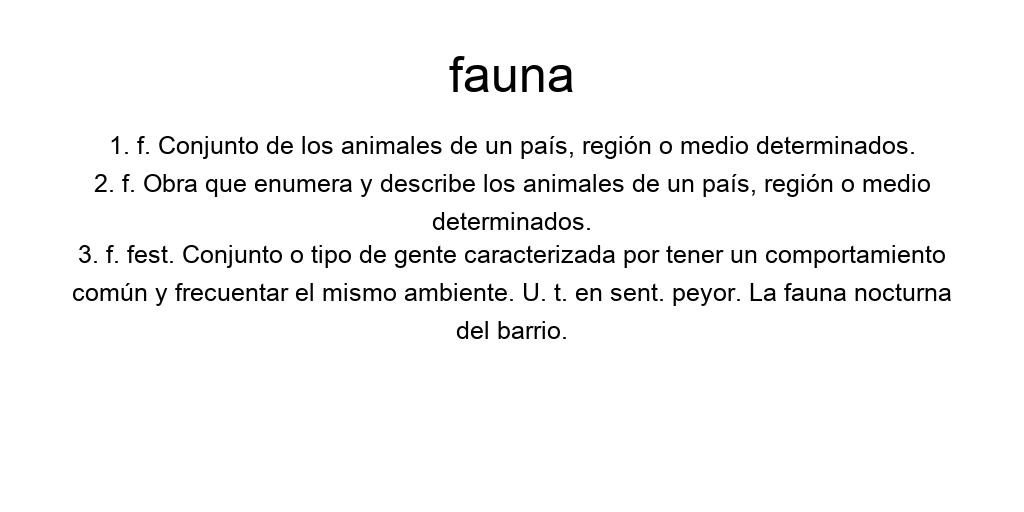 fauna
1. f. Conjunto de los animales de un país, región o medio determinados.
2. f. Obra que enumera y describe los animales de un país, región o medio
determinados.
3. f. fest. Conjunto o tipo de gente caracterizada por tener un comportamiento
común y frecuentar el mismo ambiente. U. t. en sent. peyor. La fauna nocturna
del barrio.